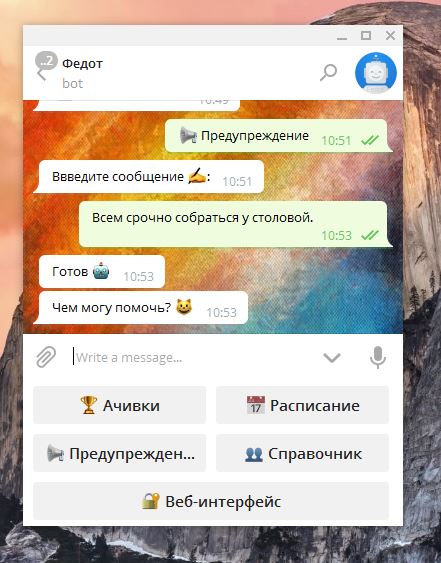 ..2
Федот
bot
10:49
📢 Предупреждение 10:51
Ввведите сообщение ✍: 10:51
Всем срочно собраться у столовой.
10:53
Готов 🤖 10:53
Чем могу помочь? 😺 10:53
Write a message...
🏆 Ачивки
📅 Расписание
📢 Предупрежден...
👥 Справочник
🔐 Веб-интерфейс